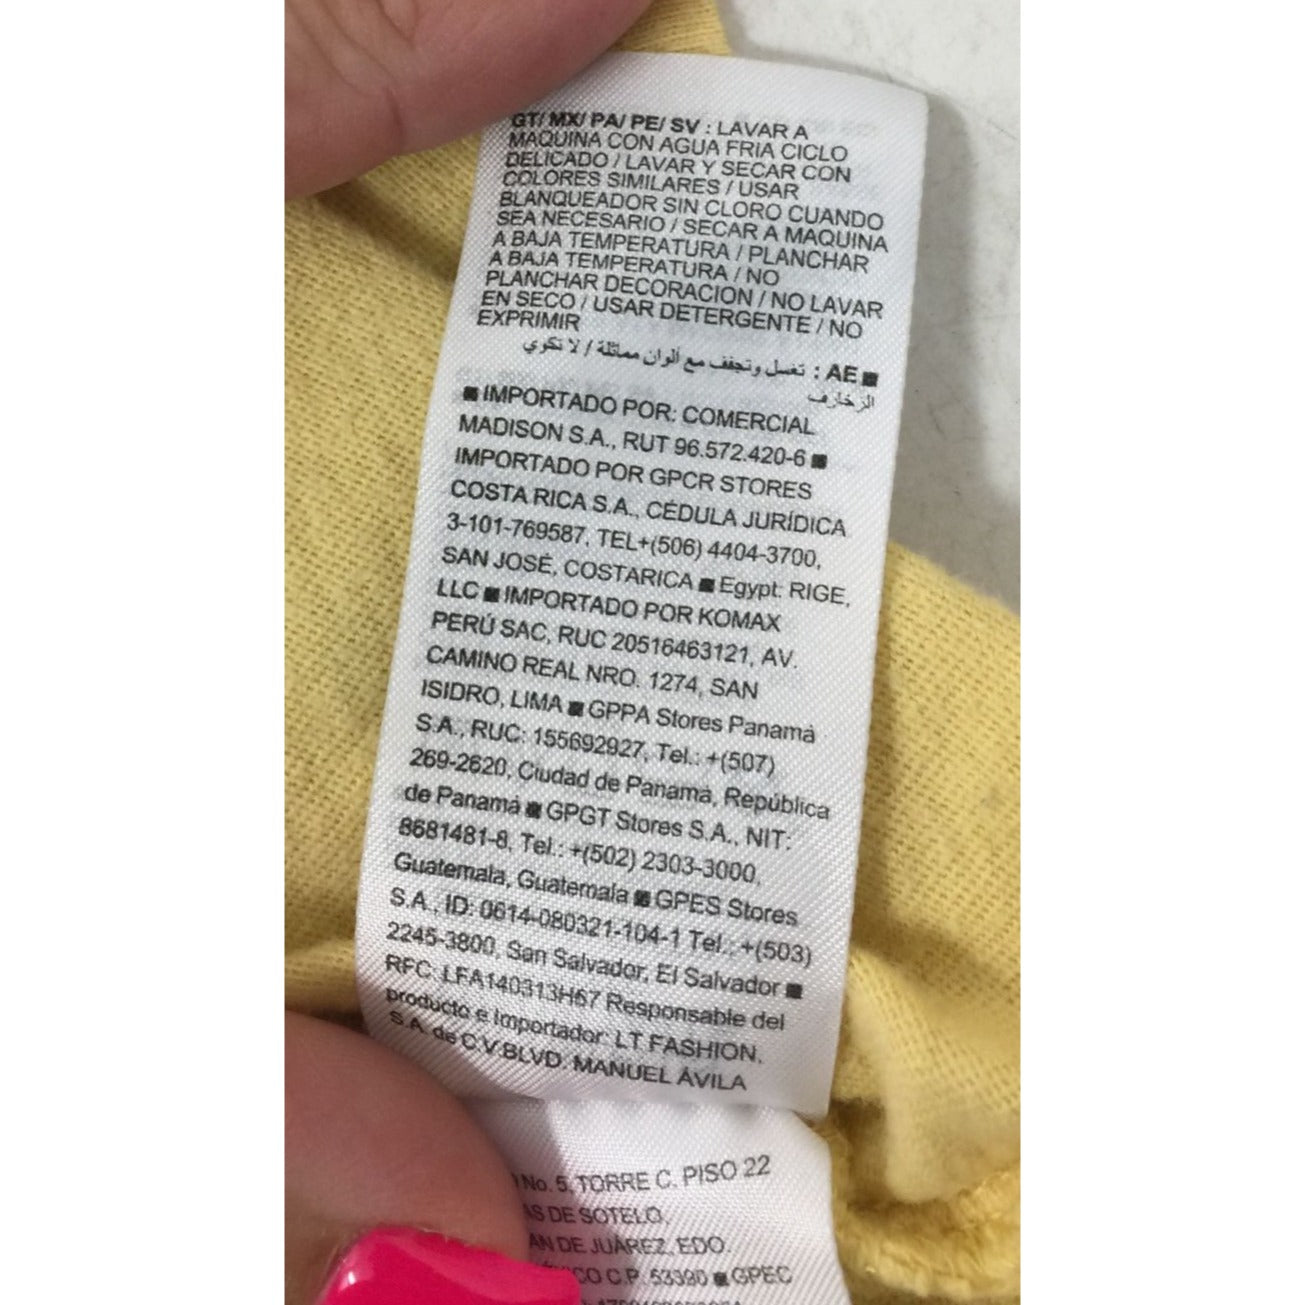 GT/ MX/ PA/ PE/ SV : LAVAR A
MAQUINA CON AGUA FRIA CICLO
DELICADO / LAVAR Y SECAR CON
COLORES SIMILARES / USAR
BLANQUEADOR SIN CLORO CUANDO
SEA NECESARIO / SECAR A MAQUINA
A BAJA TEMPERATURA / PLANCHAR
A BAJA TEMPERATURA / NO
PLANCHAR DECORACION / NO LAVAR
EN SECO / USAR DETERGENTE / NO
EXPRIMIR
■ AE : تغسل وتجفف مع ألوان مماثلة / لا تكوي
الزخارف
■ IMPORTADO POR: COMERCIAL
MADISON S.A., RUT 96.572.420-6 ■
IMPORTADO POR GPCR STORES
COSTA RICA S.A., CÉDULA JURÍDICA
3-101-769587, TEL+(506) 4404-3700,
SAN JOSÉ, COSTARICA ■ Egypt: RIGE,
LLC ■ IMPORTADO POR KOMAX
PERÚ SAC, RUC 20516463121, AV.
CAMINO REAL NRO. 1274, SAN
ISIDRO, LIMA ■ GPPA Stores Panamá
S.A., RUC: 155692927, Tel.: +(507)
269-2620, Ciudad de Panamá, República
de Panamá ■ GPGT Stores S.A., NIT:
8681481-8, Tel.: +(502) 2303-3000,
Guatemala, Guatemala ■ GPES Stores
S.A., ID: 0614-080321-104-1 Tel.: +(503)
2245-3800, San Salvador, El Salvador ■
RFC: LFA140313H67 Responsable del
producto e Importador: LT FASHION,
S.A. de C.V.BLVD. MANUEL ÁVILA
No. 5, TORRE C. PISO 22
DE SOTELO,
DE JUÁREZ, EDO.
C.P. 53390 ■ GPEC